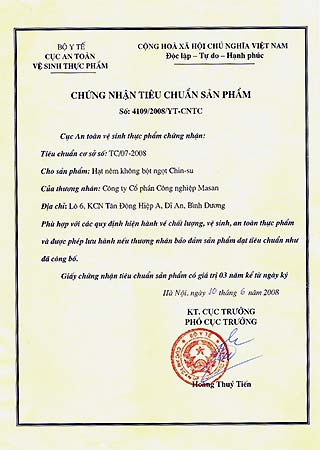 BỘ Y TẾ
CỤC AN TOÀN
VỆ SINH THỰC PHẨM
CỘNG HOÀ XÃ HỘI CHỦ NGHĨA VIỆT NAM
Độc lập - Tự do - Hạnh phúc
CHỨNG NHẬN TIÊU CHUẨN SẢN PHẨM
Số: 4109/2008/YT-CNTC
Cục An toàn vệ sinh thực phẩm chứng nhận:
Tiêu chuẩn cơ sở số: TC/07-2008
Cho sản phẩm: Hạt nêm không bột ngọt Chin-su
Của thương nhân: Công ty Cổ phần Công nghiệp Masan
Địa chỉ: Lô 6, KCN Tân Đông Hiệp A, Dĩ An, Bình Dương
Phù hợp với các quy định hiện hành về chất lượng, vệ sinh, an toàn thực phẩm
và được phép lưu hành nếu thương nhân bảo đảm sản phẩm đạt tiêu chuẩn như
đã công bố.
Giấy chứng nhận tiêu chuẩn sản phẩm có giá trị 03 năm kể từ ngày ký
Hà Nội, ngày 10 tháng 6 năm 2008
KT. CỤC TRƯỞNG
PHÓ CỤC TRƯỞNG
BỘ Y TẾ
Hoàng Thuỷ Tiến